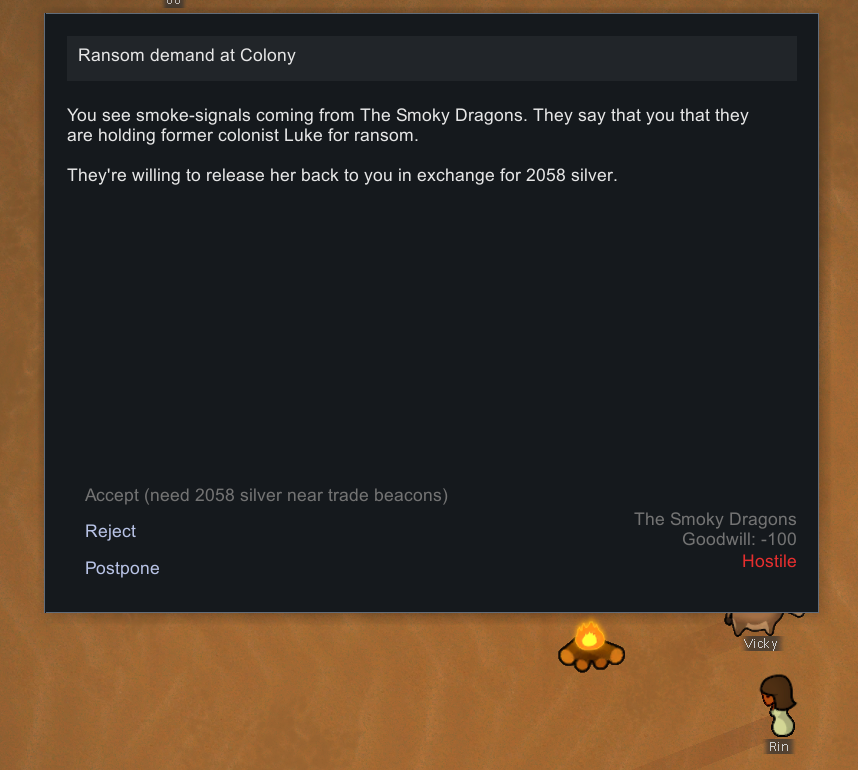 Ransom demand at Colony
You see smoke-signals coming from The Smoky Dragons. They say that you that they
are holding former colonist Luke for ransom.
They're willing to release her back to you in exchange for 2058 silver.
Accept (need 2058 silver near trade beacons)
Reject
Postpone
The Smoky Dragons
Goodwill: -100
Hostile
Vicky
Rin